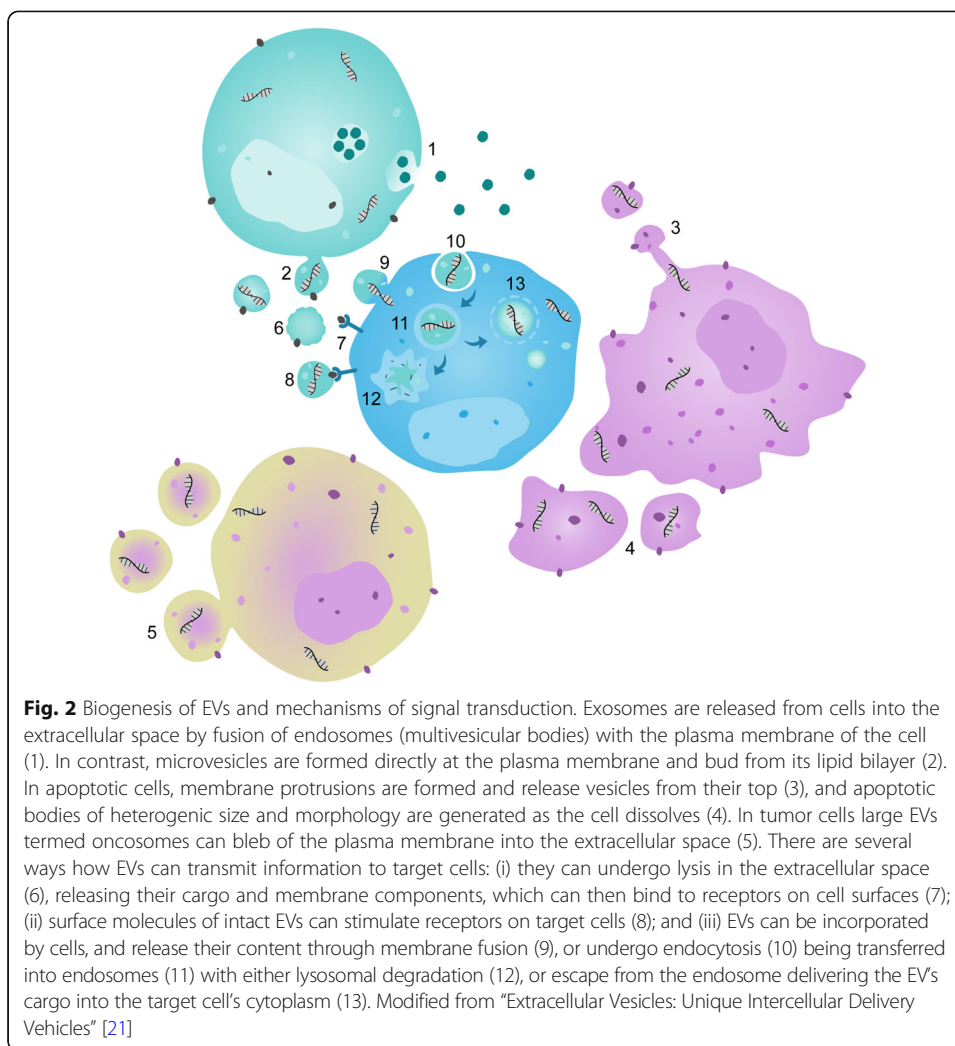 1
2
3
4
5
6
7
8
9
10
11
12
13
Fig. 2 Biogenesis of EVs and mechanisms of signal transduction. Exosomes are released from cells into the
extracellular space by fusion of endosomes (multivesicular bodies) with the plasma membrane of the cell
(1). In contrast, microvesicles are formed directly at the plasma membrane and bud from its lipid bilayer (2).
In apoptotic cells, membrane protrusions are formed and release vesicles from their top (3), and apoptotic
bodies of heterogenic size and morphology are generated as the cell dissolves (4). In tumor cells large EVs
termed oncosomes can bleb of the plasma membrane into the extracellular space (5). There are several
ways how EVs can transmit information to target cells: (i) they can undergo lysis in the extracellular space
(6), releasing their cargo and membrane components, which can then bind to receptors on cell surfaces (7);
(ii) surface molecules of intact EVs can stimulate receptors on target cells (8); and (iii) EVs can be incorporated
by cells, and release their content through membrane fusion (9), or undergo endocytosis (10) being transferred
into endosomes (11) with either lysosomal degradation (12), or escape from the endosome delivering the EV's
cargo into the target cell's cytoplasm (13). Modified from “Extracellular Vesicles: Unique Intercellular Delivery
Vehicles” [21]